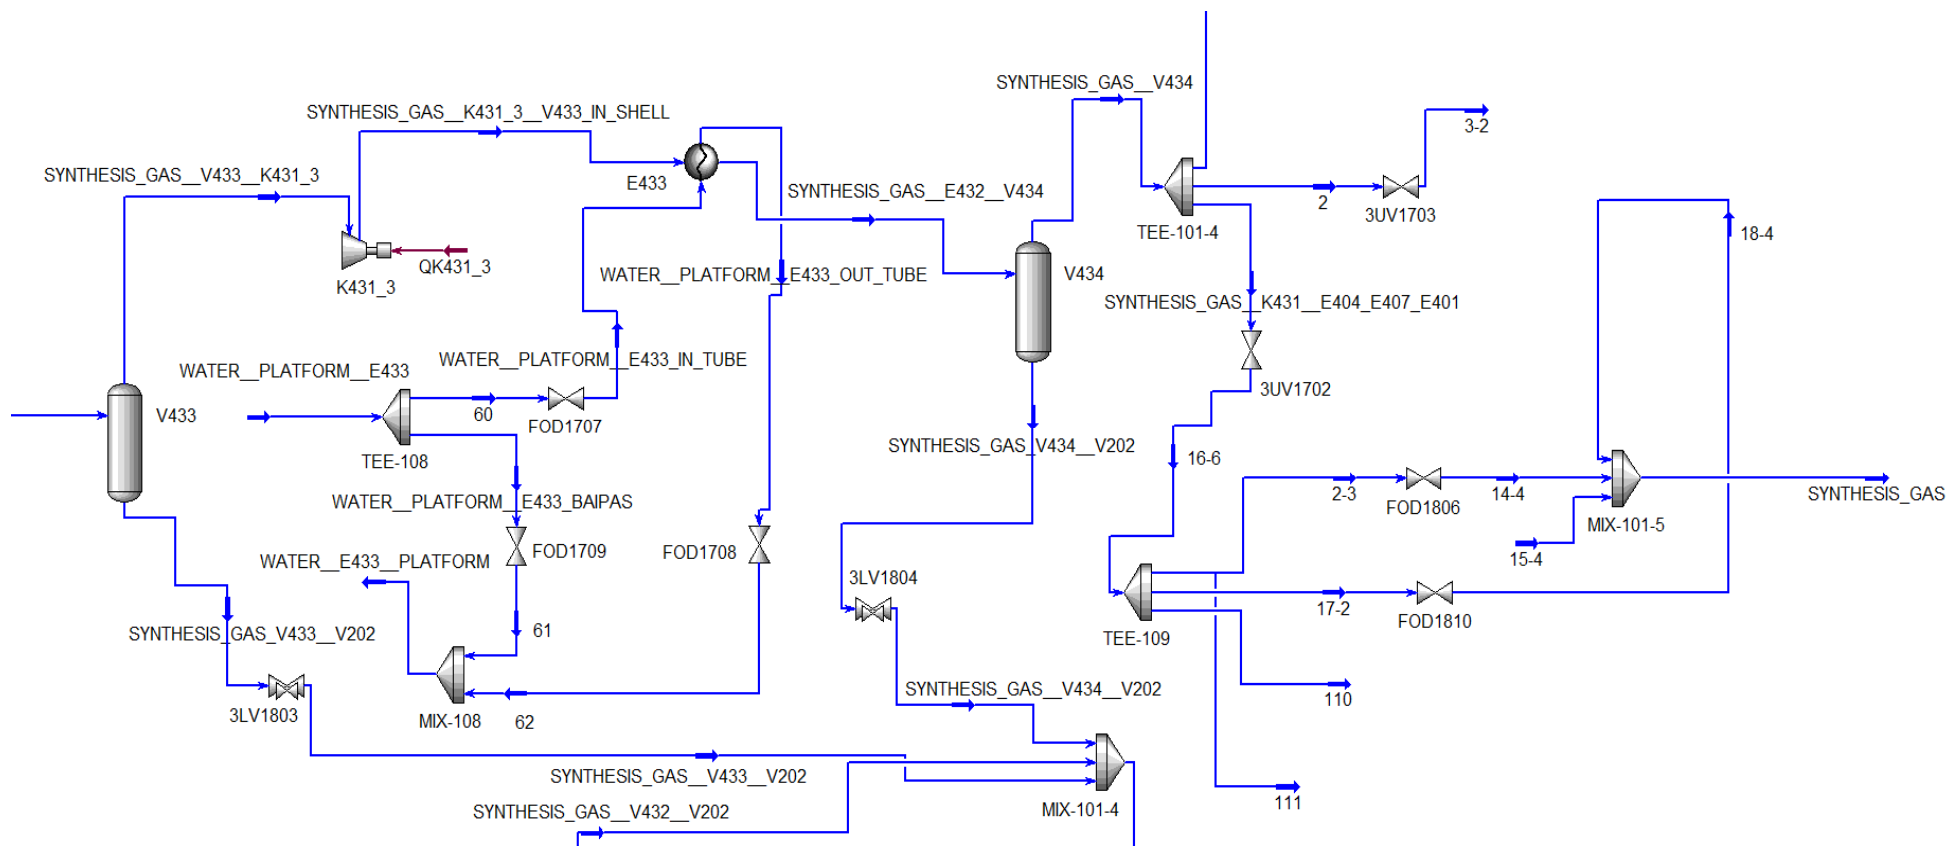 SYNTHESIS_GAS__V434
SYNTHESIS_GAS__K431_3__V433_IN_SHELL
3-2
SYNTHESIS_GAS__V433__K431_3
E433
SYNTHESIS_GAS__E432__V434
2
3UV1703
TEE-101-4
18-4
QK431_3
K431_3
WATER__PLATFORM__E433_OUT_TUBE
V434
SYNTHESIS_GAS__K431__E404_E407_E401
WATER__PLATFORM__E433_IN_TUBE
WATER__PLATFORM__E433
3UV1702
V433
60
FOD1707
TEE-108
SYNTHESIS_GAS_V434__V202
16-6
WATER__PLATFORM__E433_BAIPAS
2-3
14-4
SYNTHESIS_GAS
FOD1806
MIX-101-5
FOD1709
FOD1708
WATER__E433__PLATFORM
15-4
3LV1804
17-2
FOD1810
SYNTHESIS_GAS_V433__V202
61
TEE-109
SYNTHESIS_GAS__V434__V202
110
3LV1803
MIX-108
62
SYNTHESIS_GAS__V433__V202
111
SYNTHESIS_GAS__V432__V202
MIX-101-4